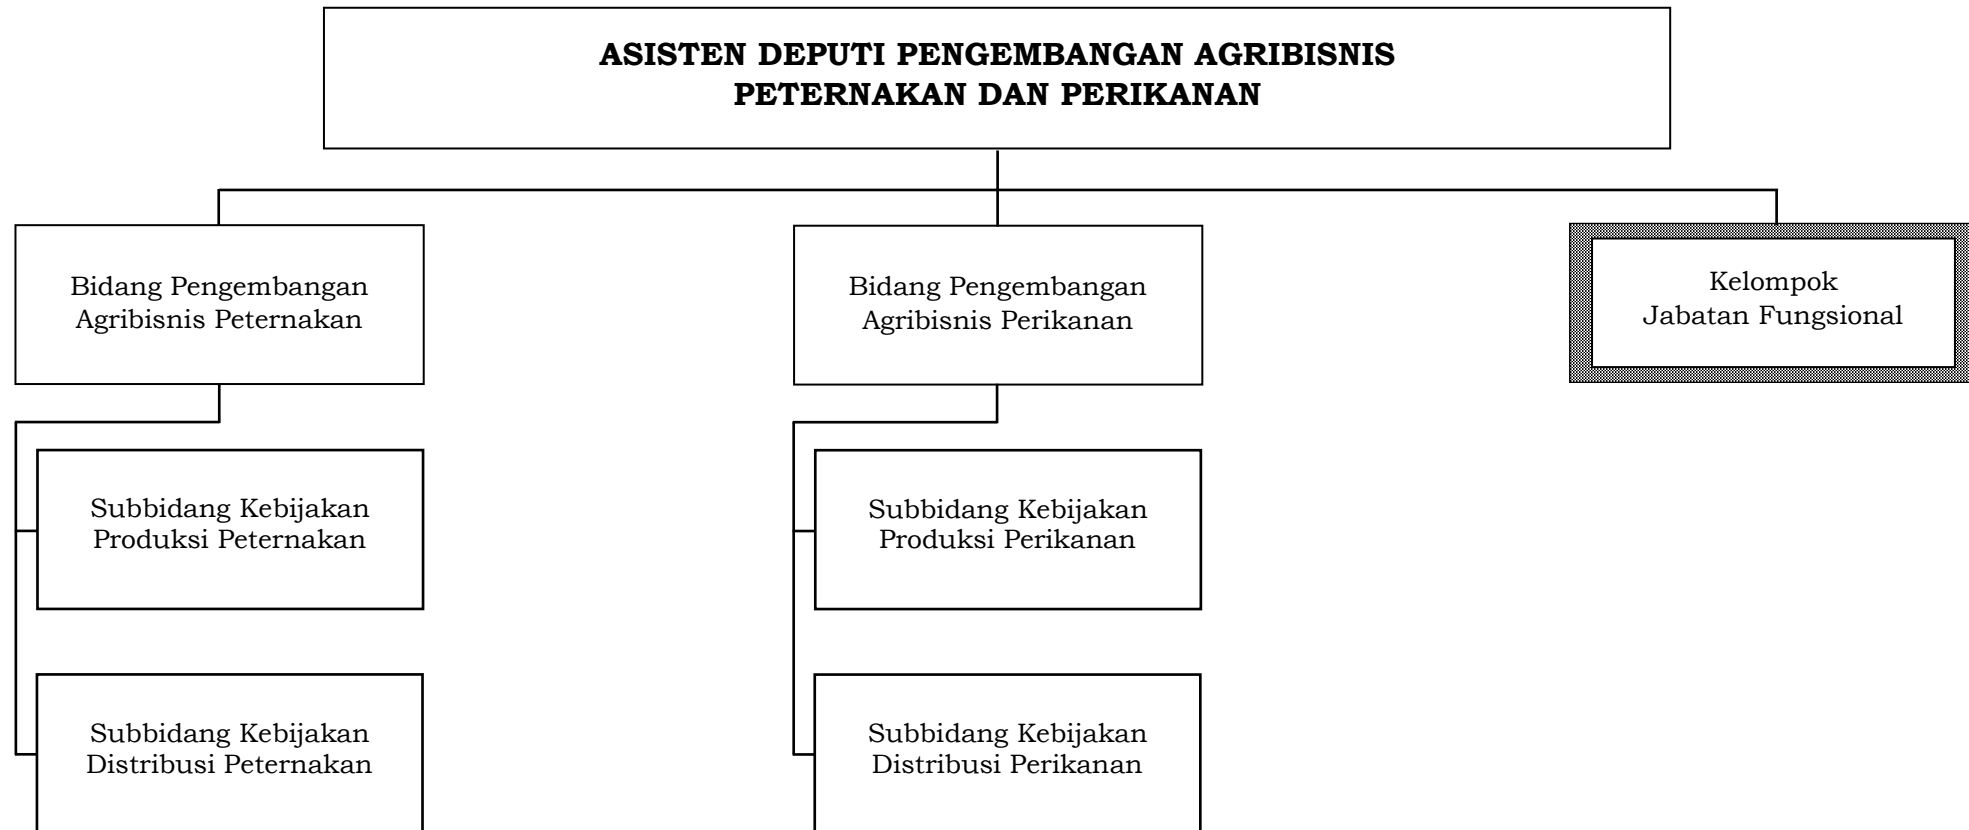 ASISTEN DEPUTI PENGEMBANGAN AGRIBISNIS
PETERNAKAN DAN PERIKANAN
Bidang Pengembangan
Agribisnis Peternakan
Bidang Pengembangan
Agribisnis Perikanan
Kelompok
Jabatan Fungsional
Subbidang Kebijakan
Produksi Peternakan
Subbidang Kebijakan
Produksi Perikanan
Subbidang Kebijakan
Distribusi Peternakan
Subbidang Kebijakan
Distribusi Perikanan